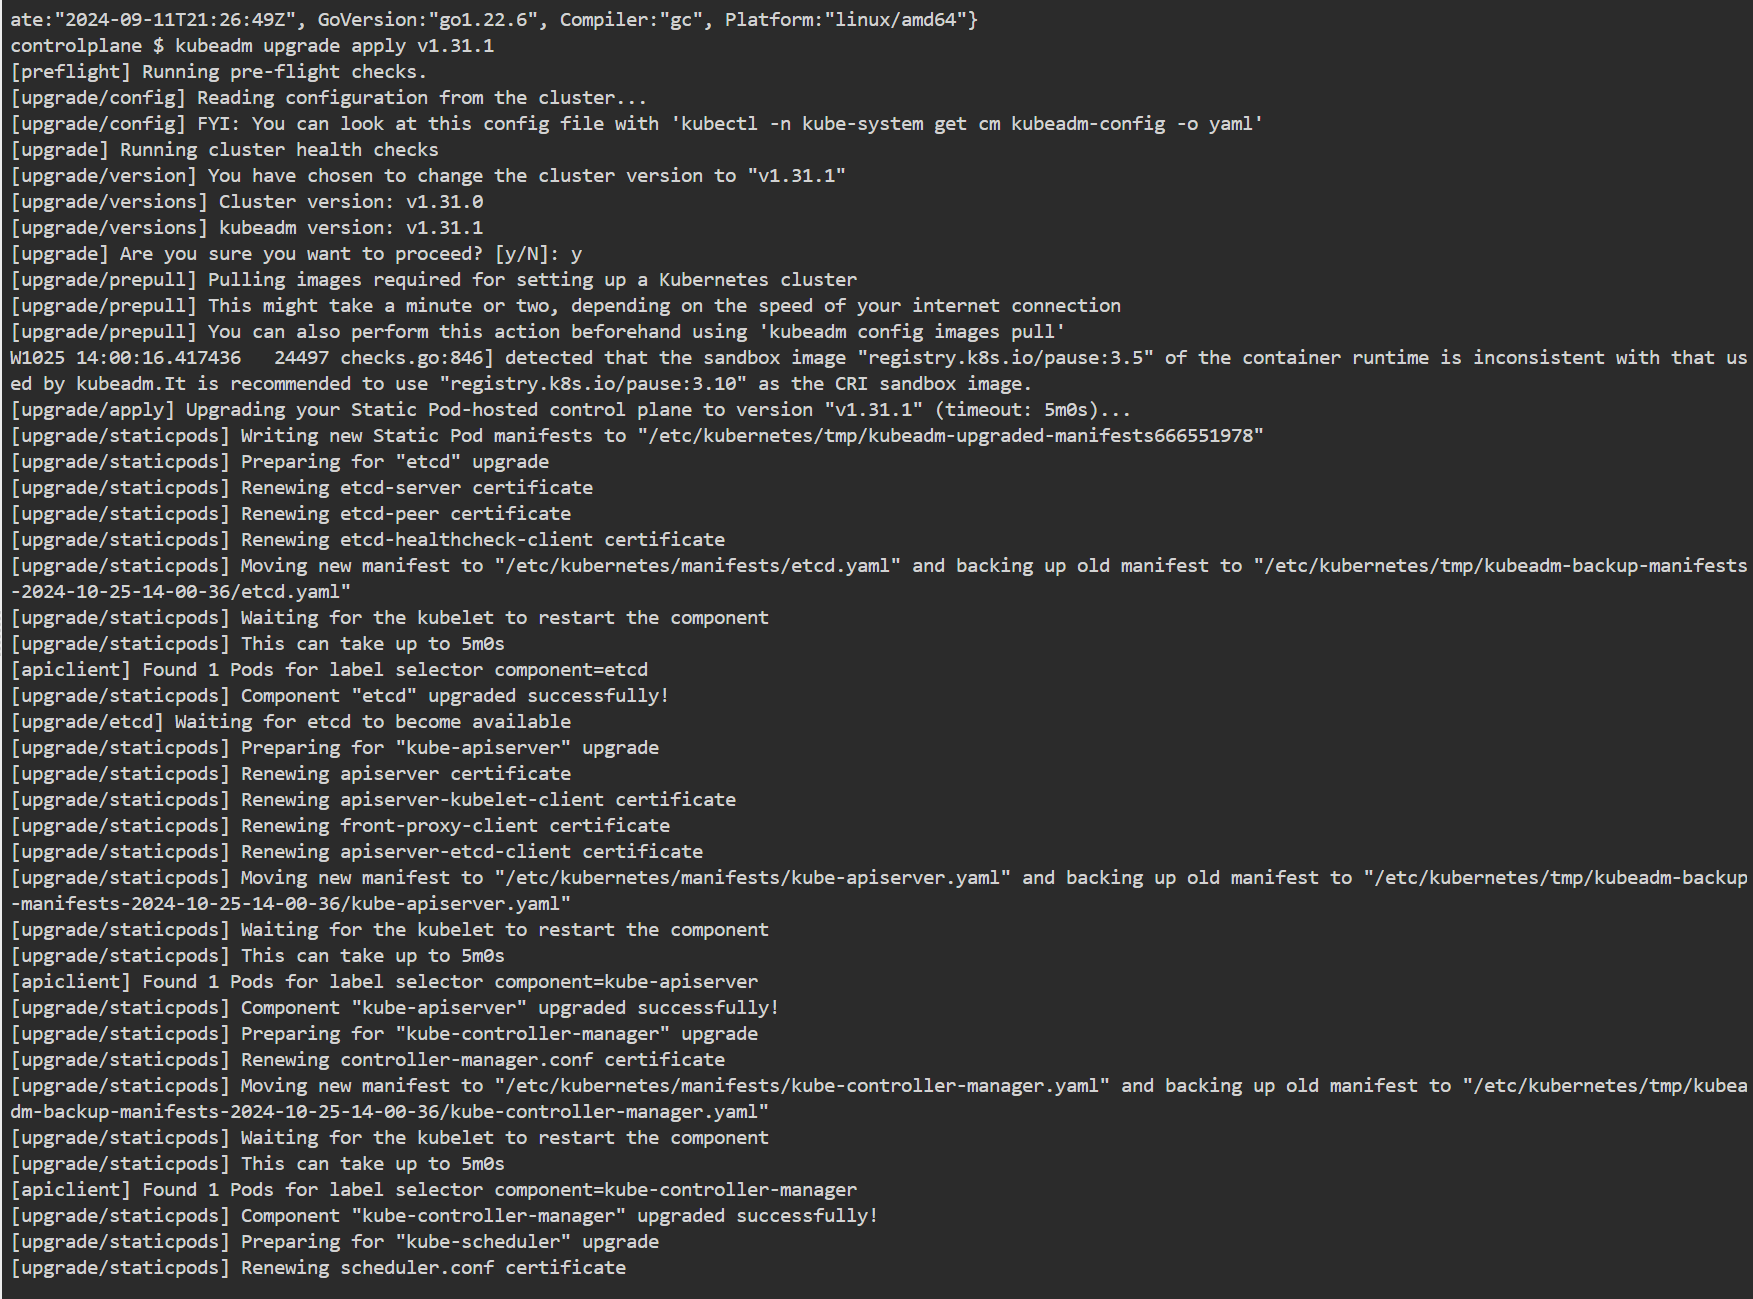 ate:"2024-09-11T21:26:49Z", GoVersion:"go1.22.6", Compiler:"gc", Platform:"linux/amd64"}
controlplane $ kubeadm upgrade apply v1.31.1
[preflight] Running pre-flight checks.
[upgrade/config] Reading configuration from the cluster...
[upgrade/config] FYI: You can look at this config file with 'kubectl -n kube-system get cm kubeadm-config -o yaml'
[upgrade] Running cluster health checks
[upgrade/version] You have chosen to change the cluster version to "v1.31.1"
[upgrade/versions] Cluster version: v1.31.0
[upgrade/versions] kubeadm version: v1.31.1
[upgrade] Are you sure you want to proceed? [y/N]: y
[upgrade/prepull] Pulling images required for setting up a Kubernetes cluster
[upgrade/prepull] This might take a minute or two, depending on the speed of your internet connection
[upgrade/prepull] You can also perform this action beforehand using 'kubeadm config images pull'
W1025 14:00:16.417436   24497 checks.go:846] detected that the sandbox image "registry.k8s.io/pause:3.5" of the container runtime is inconsistent with that us
ed by kubeadm.It is recommended to use "registry.k8s.io/pause:3.10" as the CRI sandbox image.
[upgrade/apply] Upgrading your Static Pod-hosted control plane to version "v1.31.1" (timeout: 5m0s)...
[upgrade/staticpods] Writing new Static Pod manifests to "/etc/kubernetes/tmp/kubeadm-upgraded-manifests666551978"
[upgrade/staticpods] Preparing for "etcd" upgrade
[upgrade/staticpods] Renewing etcd-server certificate
[upgrade/staticpods] Renewing etcd-peer certificate
[upgrade/staticpods] Renewing etcd-healthcheck-client certificate
[upgrade/staticpods] Moving new manifest to "/etc/kubernetes/manifests/etcd.yaml" and backing up old manifest to "/etc/kubernetes/tmp/kubeadm-backup-manifests
-2024-10-25-14-00-36/etcd.yaml"
[upgrade/staticpods] Waiting for the kubelet to restart the component
[upgrade/staticpods] This can take up to 5m0s
[apiclient] Found 1 Pods for label selector component=etcd
[upgrade/staticpods] Component "etcd" upgraded successfully!
[upgrade/etcd] Waiting for etcd to become available
[upgrade/staticpods] Preparing for "kube-apiserver" upgrade
[upgrade/staticpods] Renewing apiserver certificate
[upgrade/staticpods] Renewing apiserver-kubelet-client certificate
[upgrade/staticpods] Renewing front-proxy-client certificate
[upgrade/staticpods] Renewing apiserver-etcd-client certificate
[upgrade/staticpods] Moving new manifest to "/etc/kubernetes/manifests/kube-apiserver.yaml" and backing up old manifest to "/etc/kubernetes/tmp/kubeadm-backup
-manifests-2024-10-25-14-00-36/kube-apiserver.yaml"
[upgrade/staticpods] Waiting for the kubelet to restart the component
[upgrade/staticpods] This can take up to 5m0s
[apiclient] Found 1 Pods for label selector component=kube-apiserver
[upgrade/staticpods] Component "kube-apiserver" upgraded successfully!
[upgrade/staticpods] Preparing for "kube-controller-manager" upgrade
[upgrade/staticpods] Renewing controller-manager.conf certificate
[upgrade/staticpods] Moving new manifest to "/etc/kubernetes/manifests/kube-controller-manager.yaml" and backing up old manifest to "/etc/kubernetes/tmp/kubea
dm-backup-manifests-2024-10-25-14-00-36/kube-controller-manager.yaml"
[upgrade/staticpods] Waiting for the kubelet to restart the component
[upgrade/staticpods] This can take up to 5m0s
[apiclient] Found 1 Pods for label selector component=kube-controller-manager
[upgrade/staticpods] Component "kube-controller-manager" upgraded successfully!
[upgrade/staticpods] Preparing for "kube-scheduler" upgrade
[upgrade/staticpods] Renewing scheduler.conf certificate